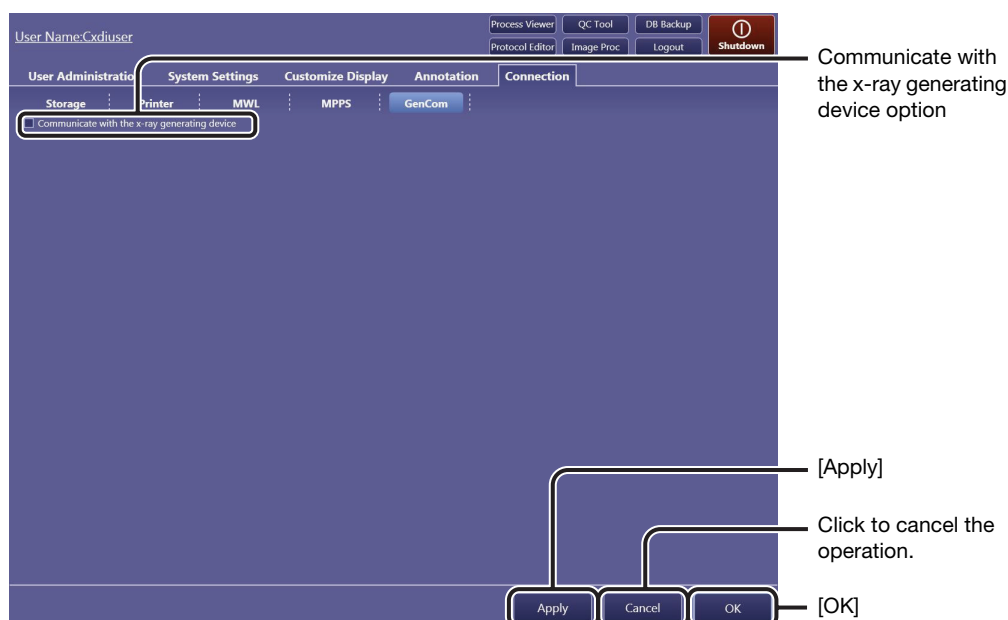 User Name:Cxdiuser
Process Viewer QC Tool DB Backup
Protocol Editor Image Proc Logout Shutdown
User Administratio System Settings Customize Display Annotation Connection
Storage Printer MWL MPPS GenCom
Communicate with the x-ray generating device
Communicate with
the x-ray generating
device option
[Apply]
Click to cancel the
operation.
Apply Cancel OK
[OK]